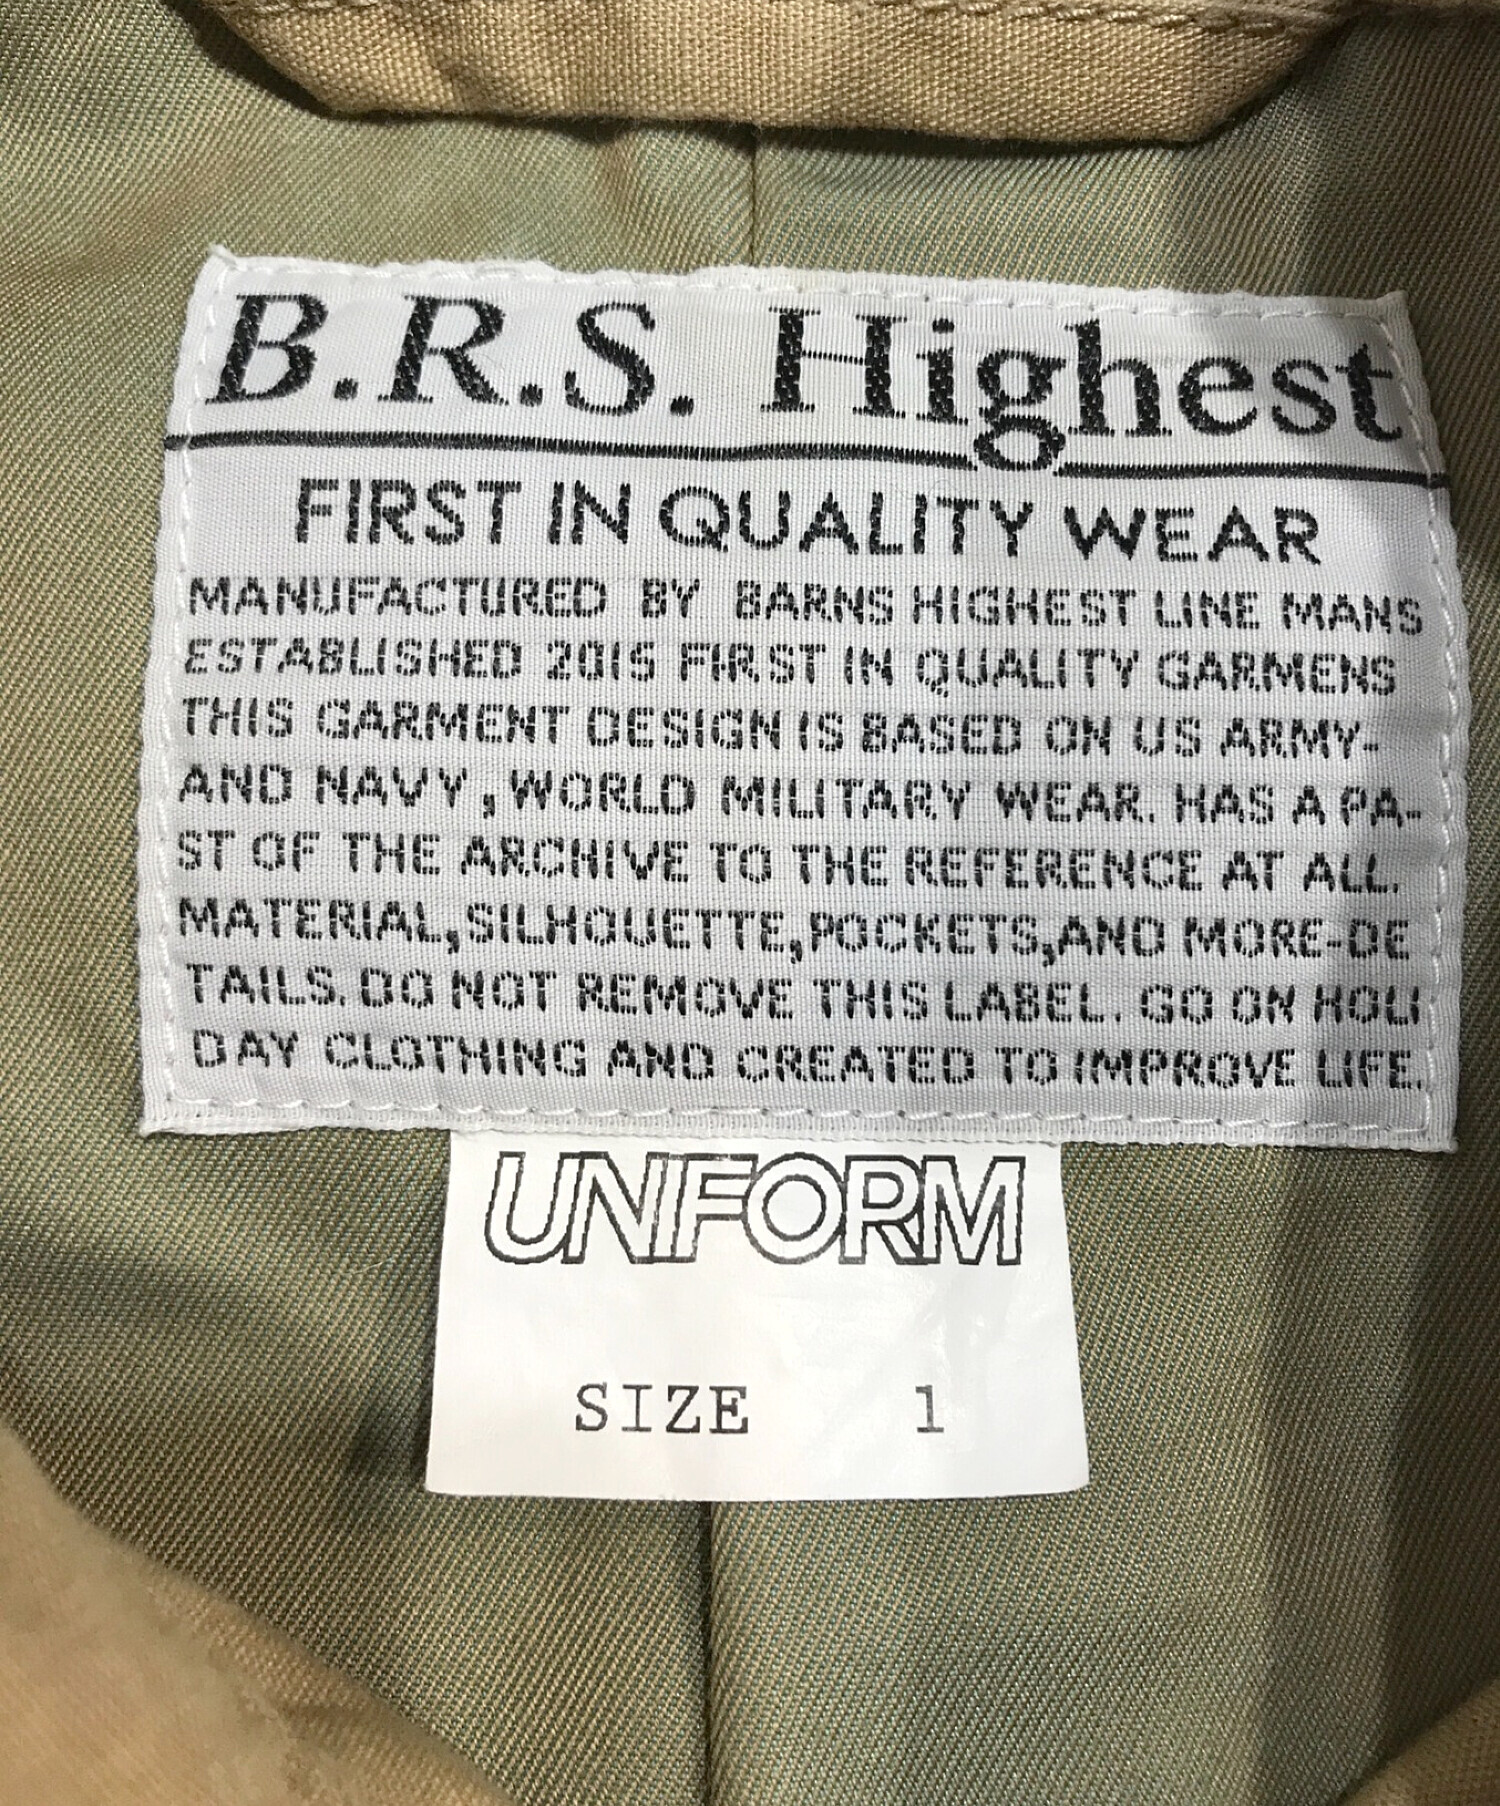 B.R.S. Highest
FIRST IN QUALITY WEAR
MANUFACTURED BY BARNS HIGHEST LINE MANS
ESTABLISHED 2015 FIRST IN QUALITY GARMENS
THIS GARMENT DESIGN IS BASED ON US ARMY-
AND NAVY, WORLD MILITARY WEAR. HAS A PA-
ST OF THE ARCHIVE TO THE REFERENCE AT ALL.
MATERIAL, SILHOUETTE, POCKETS, AND MORE-DE
TAILS. DO NOT REMOVE THIS LABEL. GO ON HOLI
DAY CLOTHING AND CREATED TO IMPROVE LIFE.
UNIFORM
SIZE 1